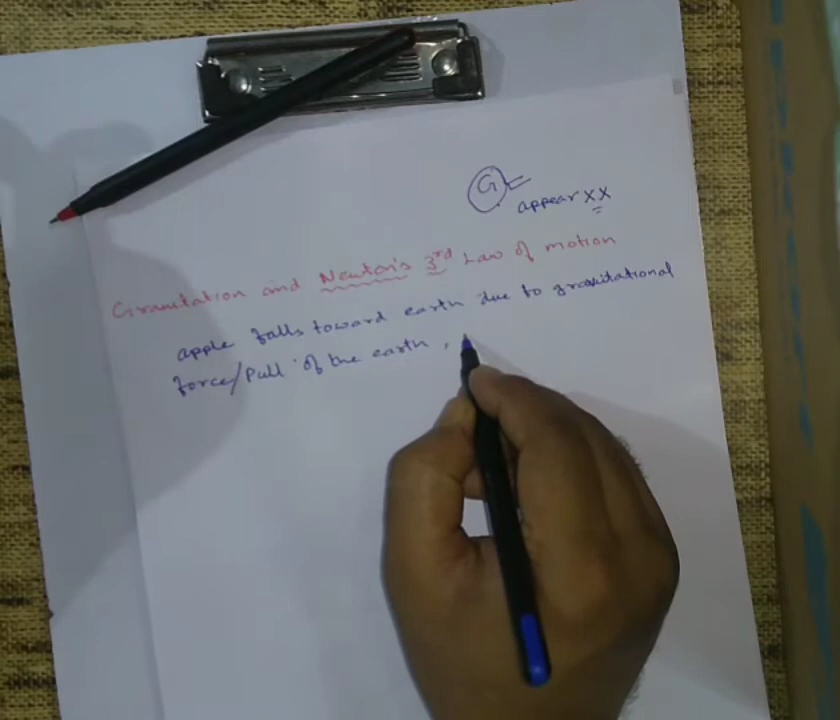 G =
appear XX
Gravitation and Newton's 3rd Law of motion
apple falls toward earth due to gravitational
force/pull of the earth,